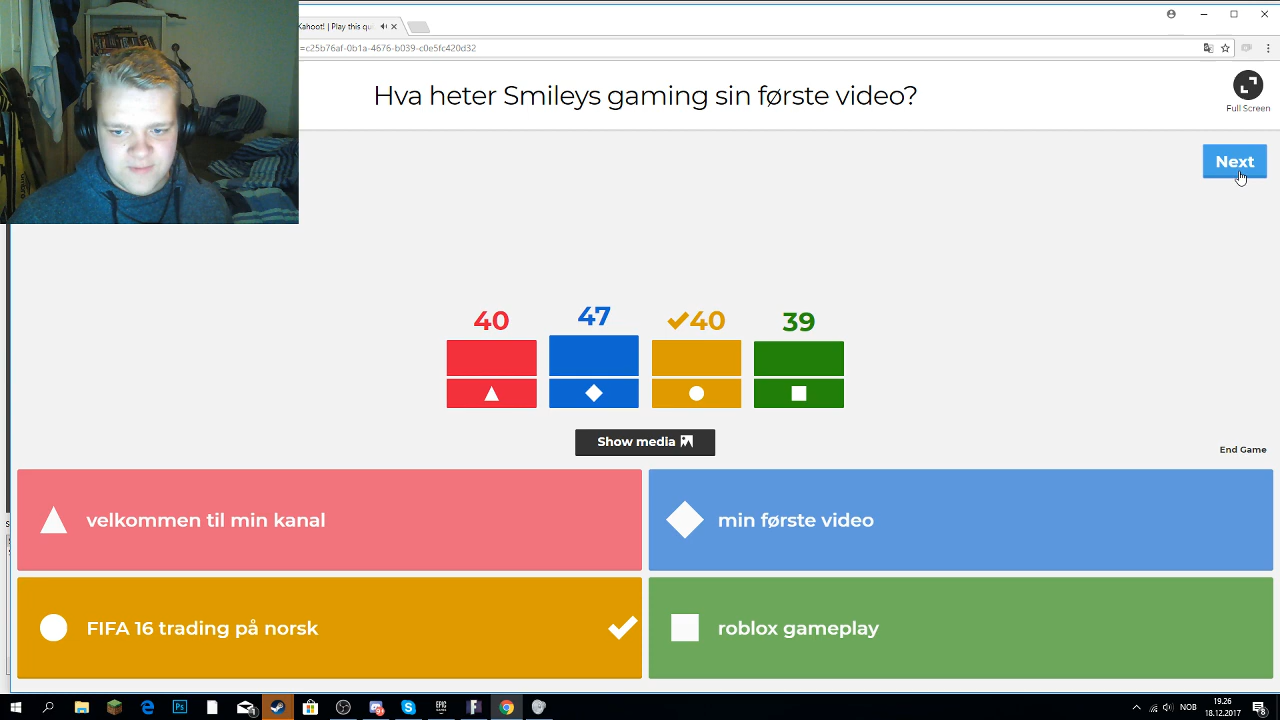 Kahoot! | Play this qu
=c25b76af-0b1a-4676-b039-c0e5fc420d32
Hva heter Smileys gaming sin første video?
Full Screen
Next
40
47
40
39
Show media
End Game
velkommen til min kanal
min første video
FIFA 16 trading på norsk
roblox gameplay
NOB
19.26
18.12.2017